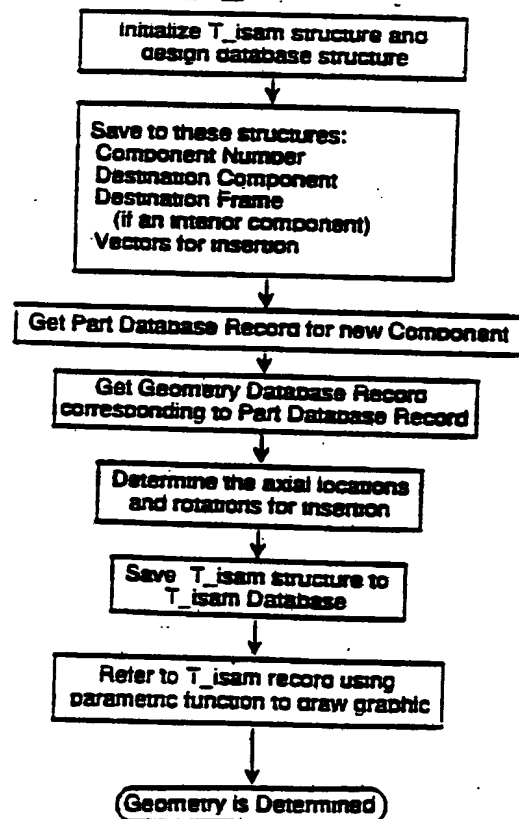 Initialize T_isam structure and
design database structure
Save to these structures:
Component Number
Destination Component
Destination Frame
(if an interior component)
Vectors for insertion
Get Part Database Record for new Component
Get Geometry Database Record
corresponding to Part Database Record
Determine the axial locations
and rotations for insertion
Save T_isam structure to
T_isam Database
Refer to T_isam record using
parametric function to draw graphic
Geometry is Determined